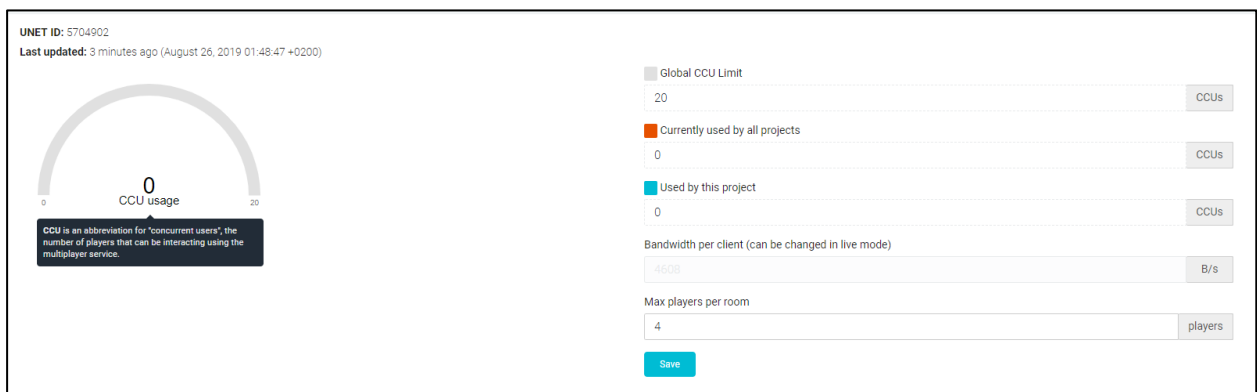 UNET ID: 5704902
Last updated: 3 minutes ago (August 26, 2019 01:48:47 +0200)
0
CCU usage
0
20
CCU is an abbreviation for "concurrent users", the
number of players that can be interacting using the
multiplayer service.
Global CCU Limit
20 CCUs
Currently used by all projects
0 CCUs
Used by this project
0 CCUs
Bandwidth per client (can be changed in live mode)
4608 B/s
Max players per room
4 players
Save